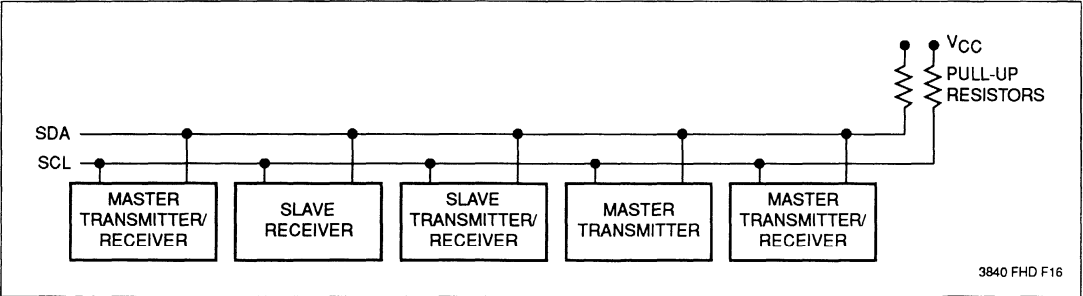 VCC
PULL-UP
RESISTORS
SDA
SCL
MASTER
TRANSMITTER/
RECEIVER
SLAVE
RECEIVER
SLAVE
TRANSMITTER/
RECEIVER
MASTER
TRANSMITTER
MASTER
TRANSMITTER/
RECEIVER
3840 FHD F16